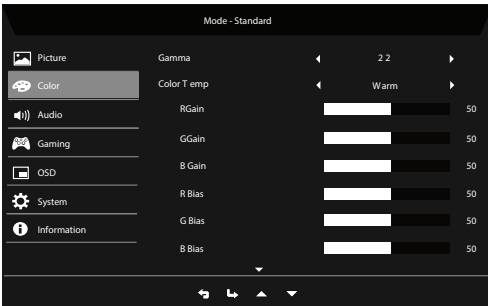 Mode - Standard
Picture
Color
Audio
Gaming
OSD
System
Information
Gamma 2 2
Color T emp Warm
RGain 50
GGain 50
B Gain 50
R Bias 50
G Bias 50
B Bias 50